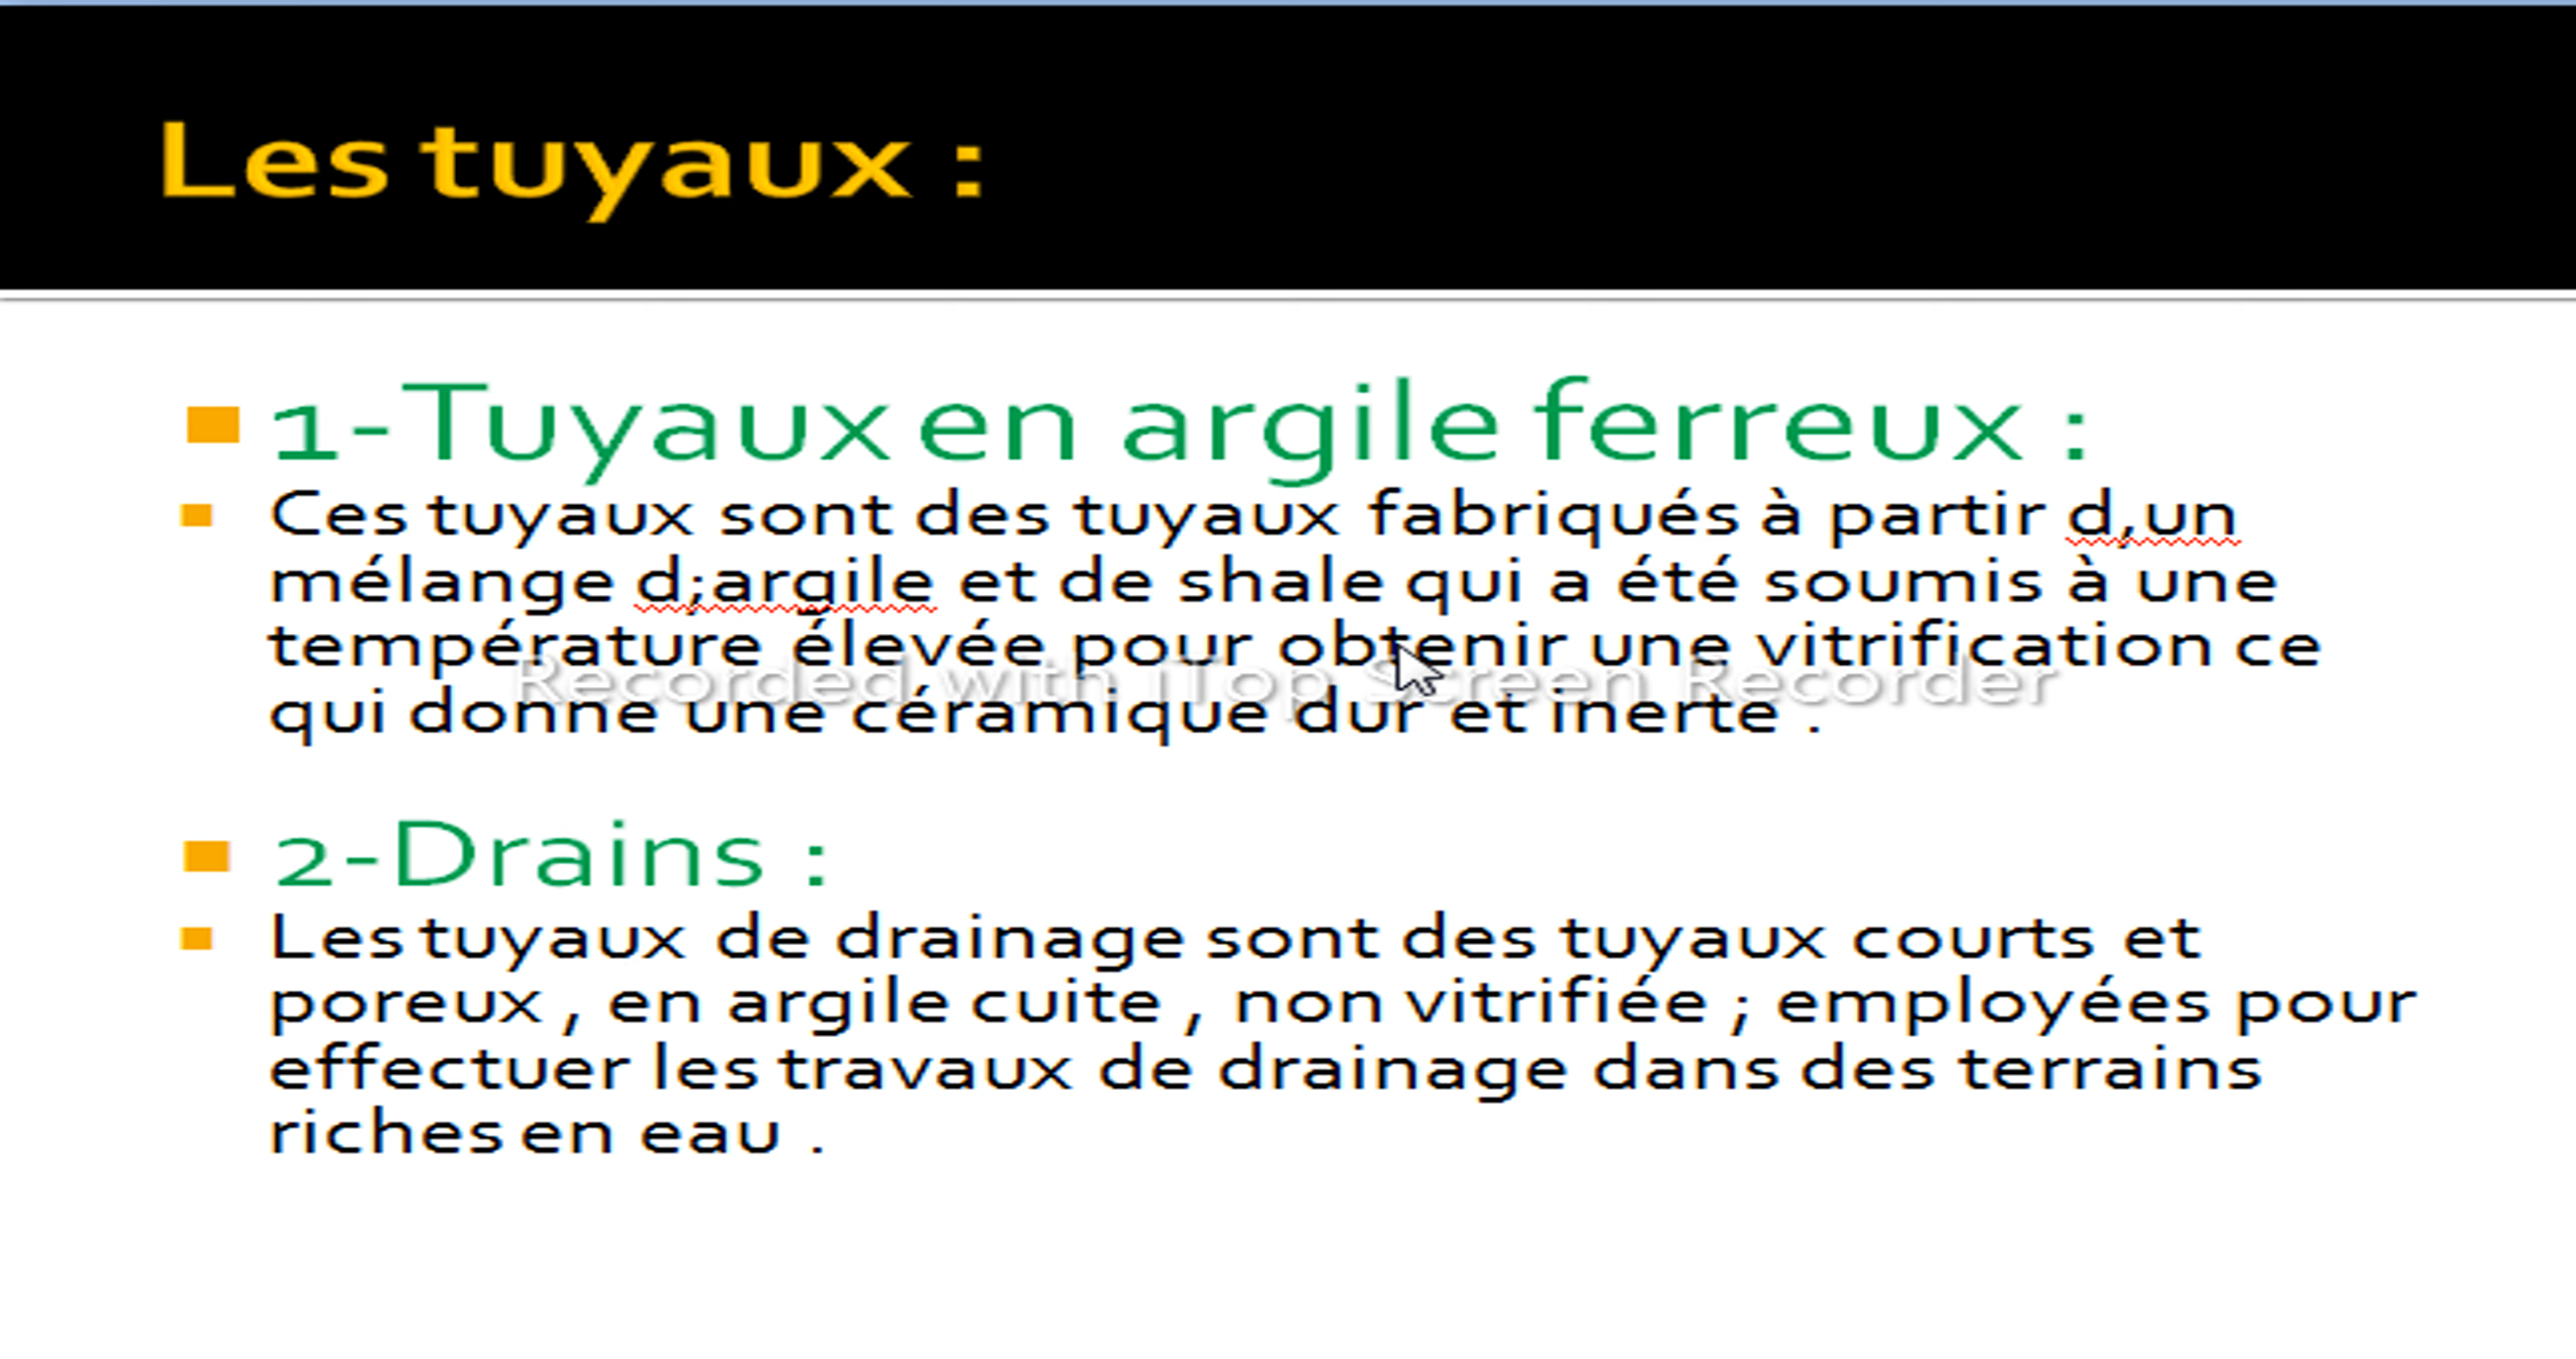 Les tuyaux :
1-Tuyaux en argile ferreux :
Ces tuyaux sont des tuyaux fabriqués à partir d,un
mélange d;argile et de shale qui a été soumis à une
température élevée pour obtenir une vitrification ce
Recorded with iTop Screen Recorder
qui donne une céramique dur et inerte .
2-Drains :
Les tuyaux de drainage sont des tuyaux courts et
poreux , en argile cuite , non vitrifiée ; employées pour
effectuer les travaux de drainage dans des terrains
riches en eau .